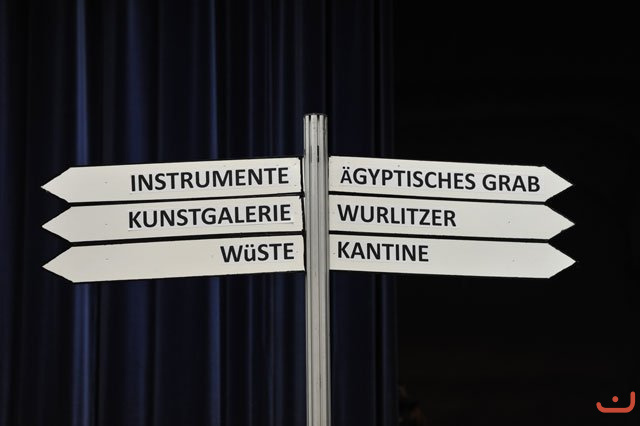 INSTRUMENTE
KUNSTGALERIE
WüSTE
ÄGYPTISCHES GRAB
WURLITZER
KANTINE